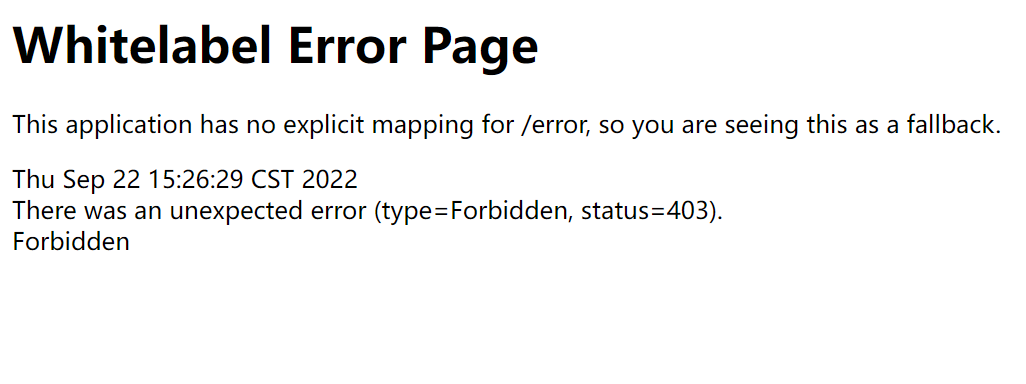 Whitelabel Error Page
This application has no explicit mapping for /error, so you are seeing this as a fallback.
Thu Sep 22 15:26:29 CST 2022
There was an unexpected error (type=Forbidden, status=403).
Forbidden